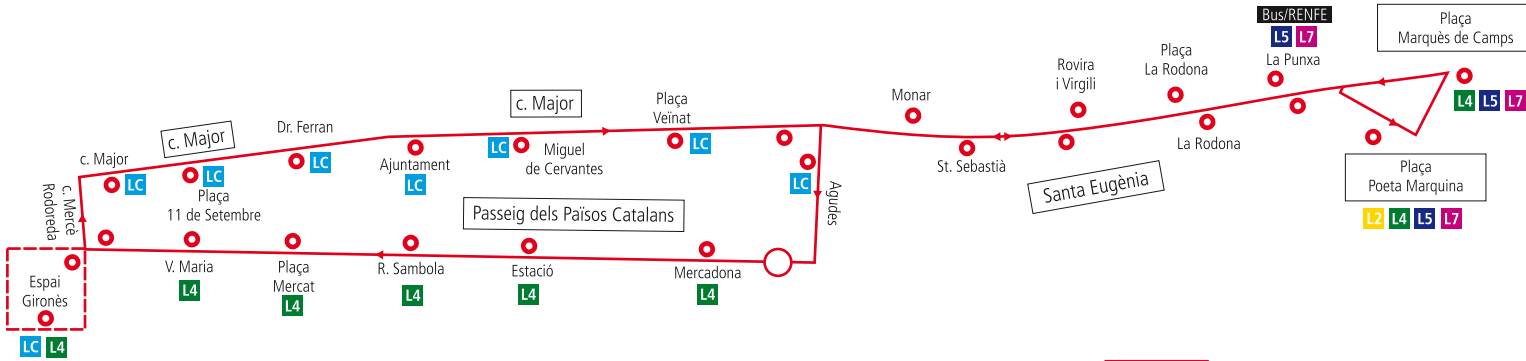 Bus/RENFE
L5 L7
La Punxa
Plaça
Marquès de Camps
L4 L5 L7
Plaça
La Rodona
Rovira
i Virgili
Monar
Plaça
Veïnat
LC
c. Major
LC
Miguel
de Cervantes
Dr. Ferran
LC
Ajuntament
LC
c. Major
c. Major
LC
LC
Plaça
11 de Setembre
c. Mercè
Rodoreda
LC
Agudes
St. Sebastià
La Rodona
Santa Eugènia
Plaça
Poeta Marquina
L2 L4 L5 L7
Passeig dels Països Catalans
V. Maria
L4
Plaça
Mercat
L4
R. Sambola
L4
Estació
L4
Mercadona
L4
Espai
Gironès
LC L4